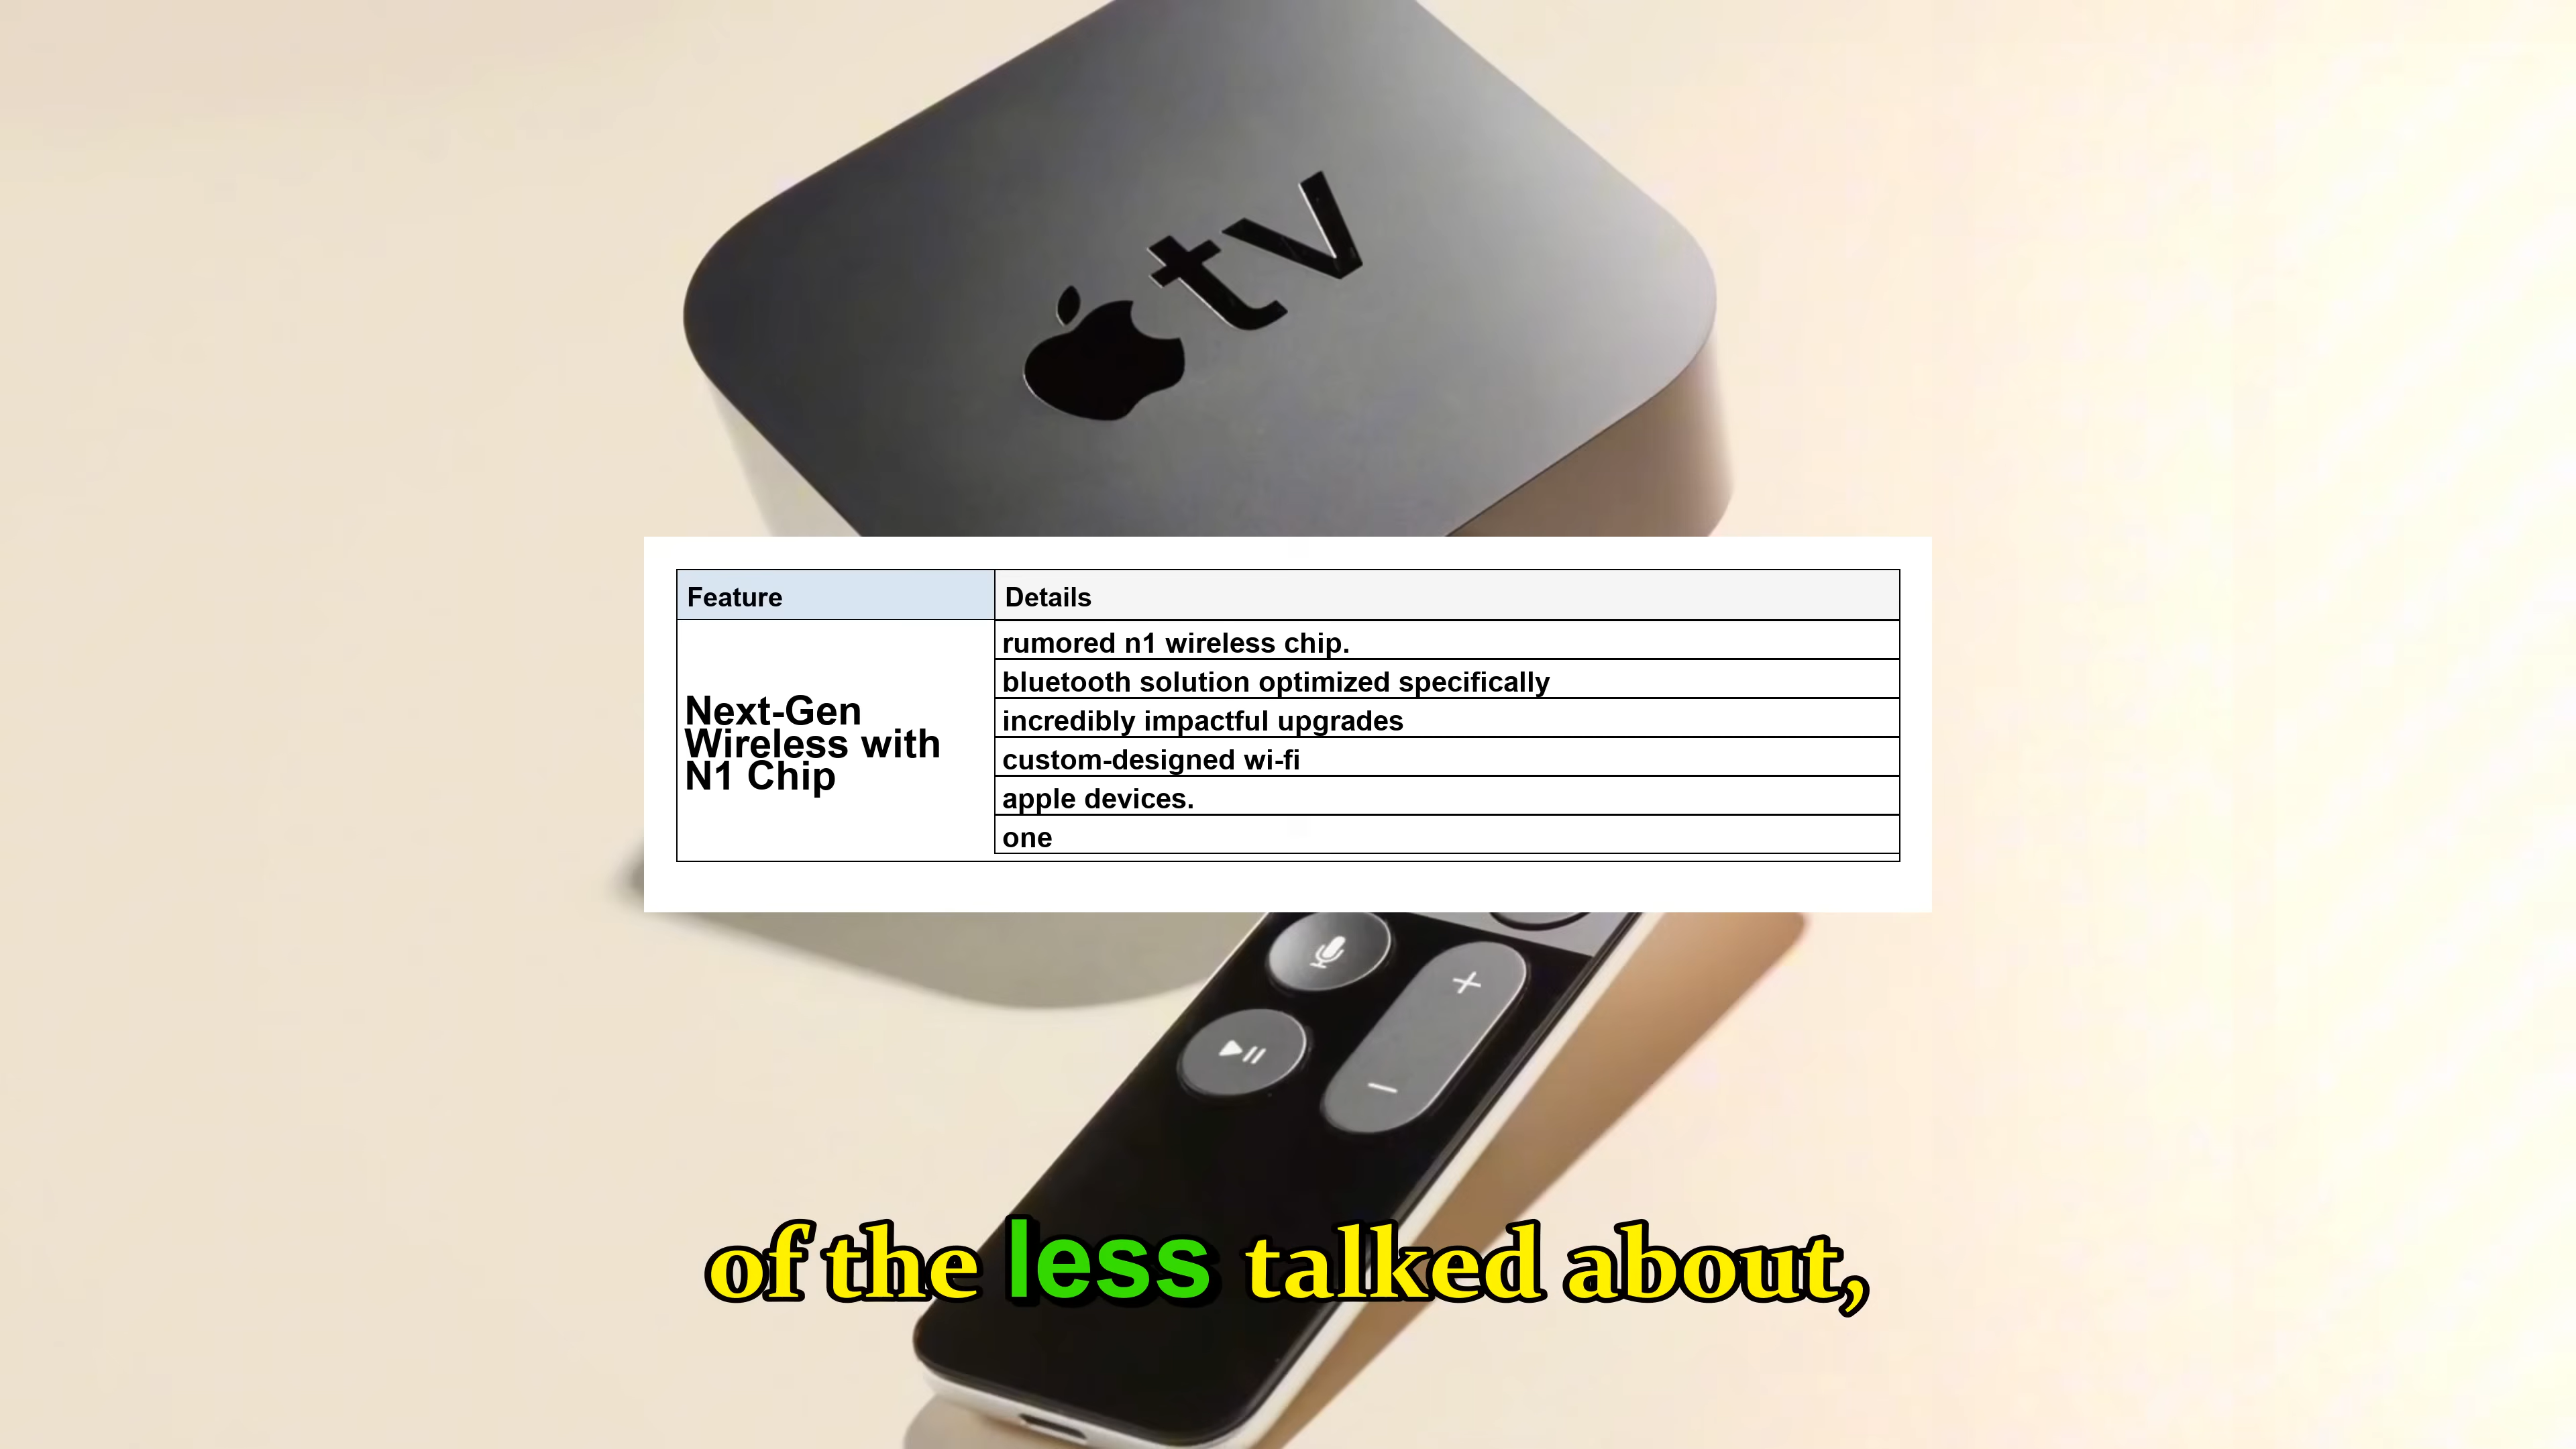 tv
Feature
Details
Next-Gen
Wireless with
N1 Chip
rumored n1 wireless chip.
bluetooth solution optimized specifically
incredibly impactful upgrades
custom-designed wi-fi
apple devices.
one
of the less talked about,